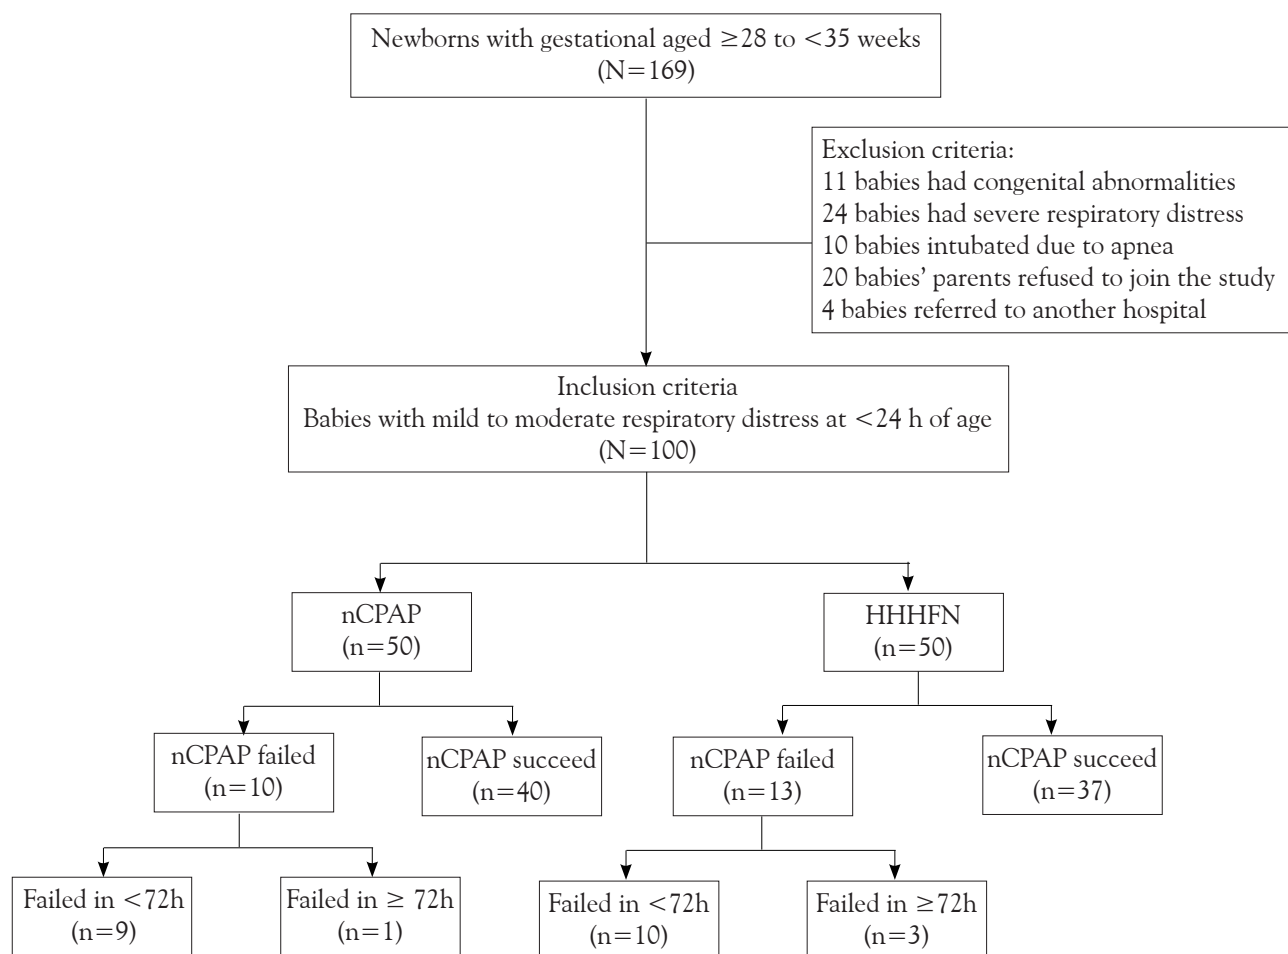 Newborns with gestational aged ≥28 to <35 weeks
(N=169)
Exclusion criteria:
11 babies had congenital abnormalities
24 babies had severe respiratory distress
10 babies intubated due to apnea
20 babies’ parents refused to join the study
4 babies referred to another hospital
Inclusion criteria
Babies with mild to moderate respiratory distress at <24 h of age
(N=100)
nCPAP
(n=50)
HHHFN
(n=50)
nCPAP failed
(n=10)
nCPAP succeed
(n=40)
nCPAP failed
(n=13)
nCPAP succeed
(n=37)
Failed in <72h
(n=9)
Failed in ≥ 72h
(n=1)
Failed in <72h
(n=10)
Failed in ≥72h
(n=3)